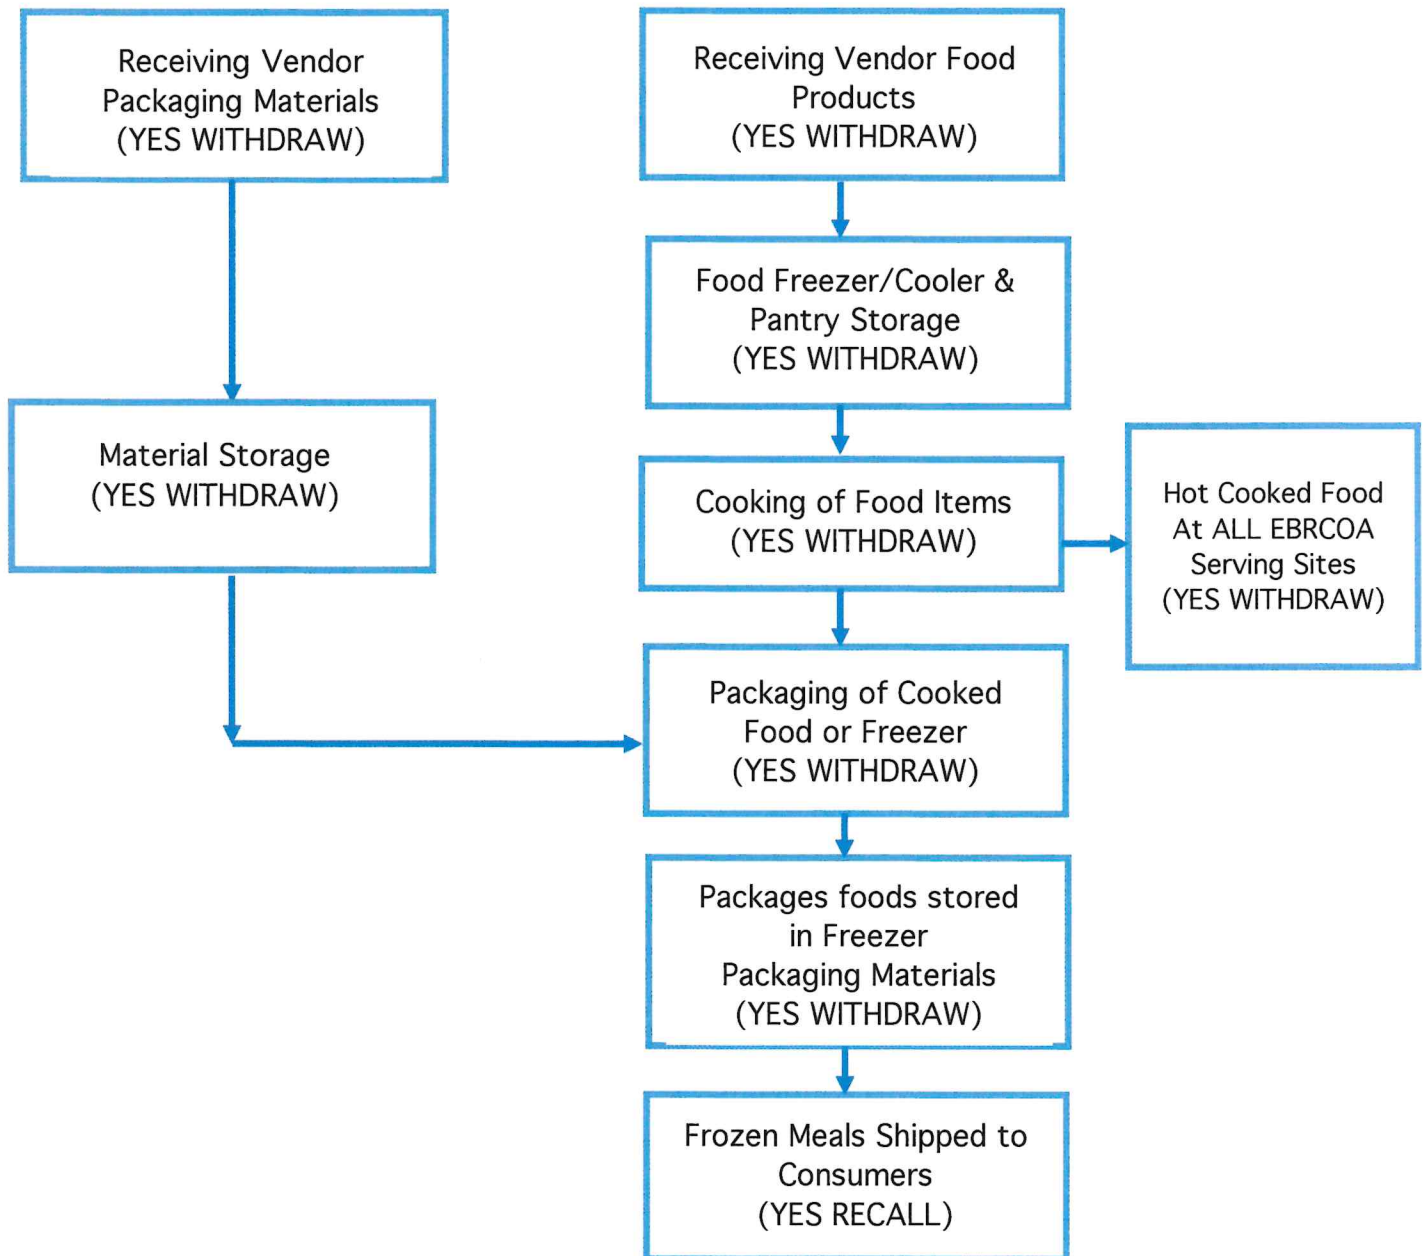 Receiving Vendor
Packaging Materials
(YES WITHDRAW)
Receiving Vendor Food
Products
(YES WITHDRAW)
Food Freezer/Cooler &
Pantry Storage
(YES WITHDRAW)
Material Storage
(YES WITHDRAW)
Cooking of Food Items
(YES WITHDRAW)
Hot Cooked Food
At ALL EBRCOA
Serving Sites
(YES WITHDRAW)
Packaging of Cooked
Food or Freezer
(YES WITHDRAW)
Packages foods stored
in Freezer
Packaging Materials
(YES WITHDRAW)
Frozen Meals Shipped to
Consumers
(YES RECALL)